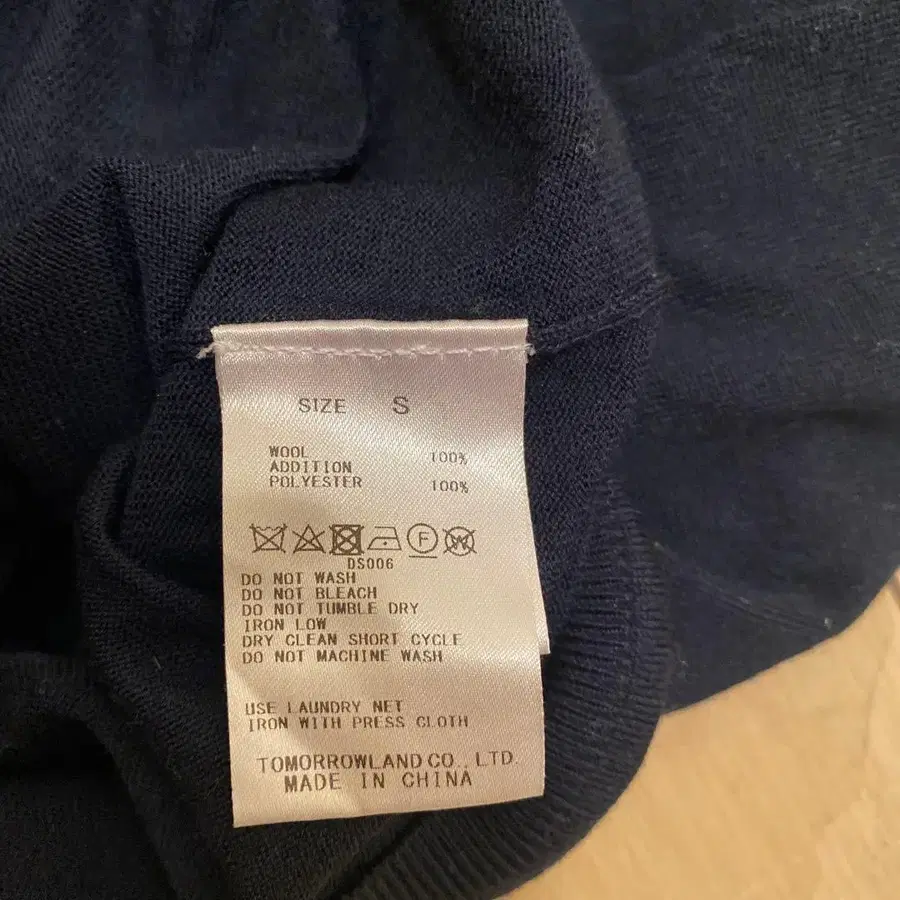 SIZE S
WOOL 100%
ADDITION
POLYESTER 100%
F W
DS006
DO NOT WASH
DO NOT BLEACH
DO NOT TUMBLE DRY
IRON LOW
DRY CLEAN SHORT CYCLE
DO NOT MACHINE WASH
USE LAUNDRY NET
IRON WITH PRESS CLOTH
TOMORROWLAND CO., LTD.
MADE IN CHINA